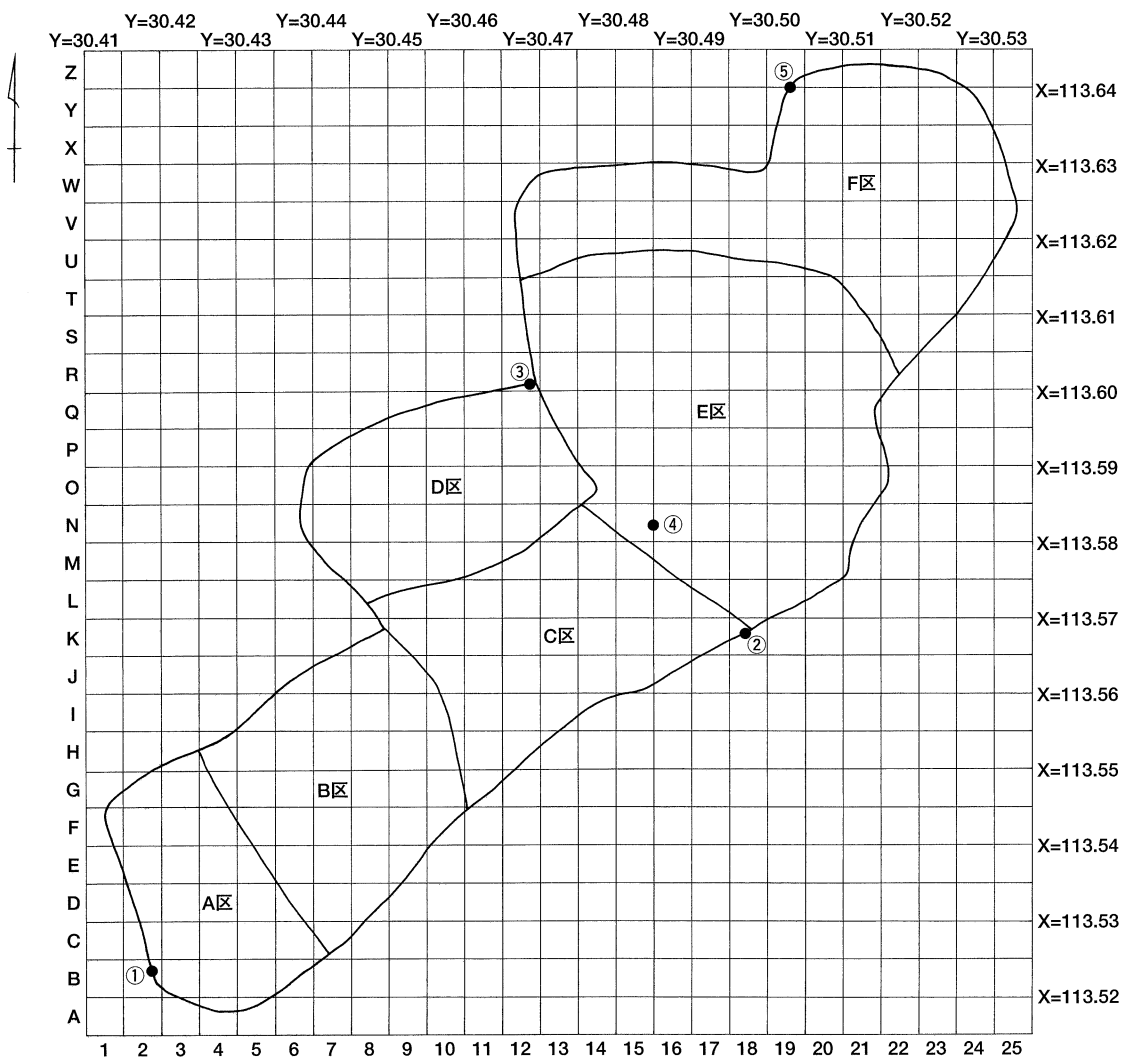 Y=30.42 Y=30.44 Y=30.46 Y=30.48 Y=30.50 Y=30.52
Y=30.41 Y=30.43 Y=30.45 Y=30.47 Y=30.49 Y=30.51 Y=30.53
Z ⑤
X=113.64
Y
X
X=113.63
W F区
V
X=113.62
U
T
X=113.61
S
R ③
X=113.60
Q E区
P
X=113.59
O D区
N ④
X=113.58
M
L
X=113.57
K C区
②
J
X=113.56
I
H
X=113.55
G B区
F
X=113.54
E
D A区
X=113.53
C
B ①
X=113.52
A
1 2 3 4 5 6 7 8 9 10 11 12 13 14 15 16 17 18 19 20 21 22 23 24 25